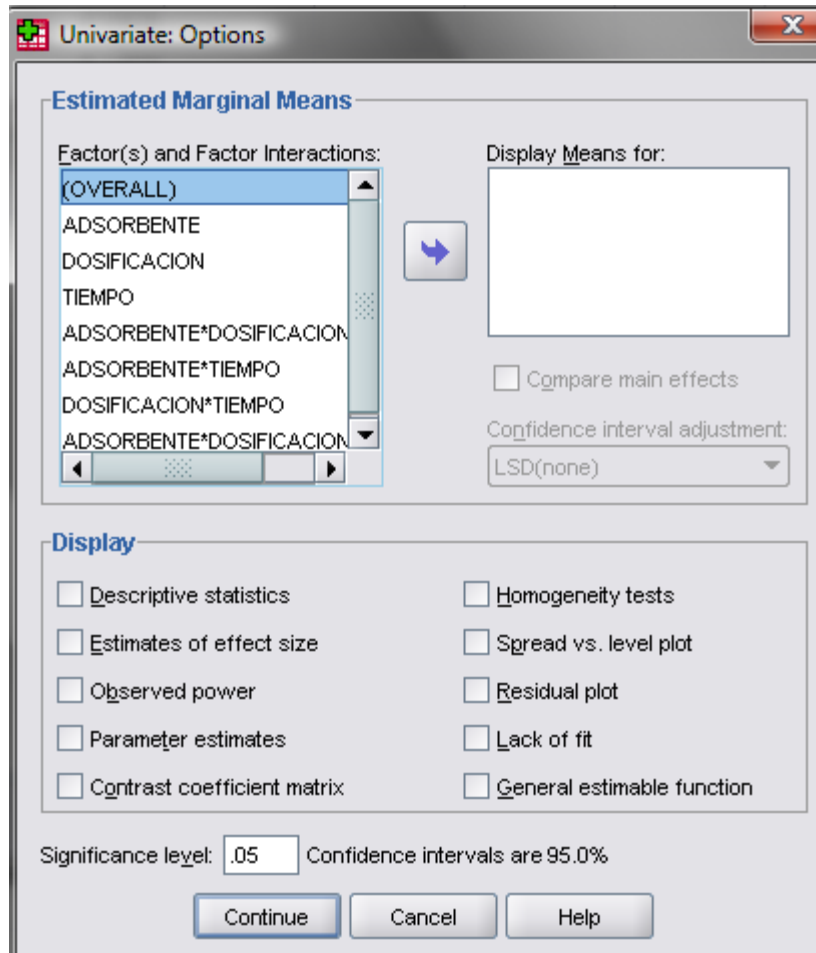 Univariate: Options
Estimated Marginal Means
Factor(s) and Factor Interactions:
(OVERALL)
ADSORBENTE
DOSIFICACION
TIEMPO
ADSORBENTE*DOSIFICACION
ADSORBENTE*TIEMPO
DOSIFICACION*TIEMPO
ADSORBENTE*DOSIFICACION
Display Means for:
Compare main effects
Confidence interval adjustment:
LSD(none)
Display
Descriptive statistics
Homogeneity tests
Estimates of effect size
Spread vs. level plot
Observed power
Residual plot
Parameter estimates
Lack of fit
Contrast coefficient matrix
General estimable function
Significance level: .05 Confidence intervals are 95.0%
Continue
Cancel
Help